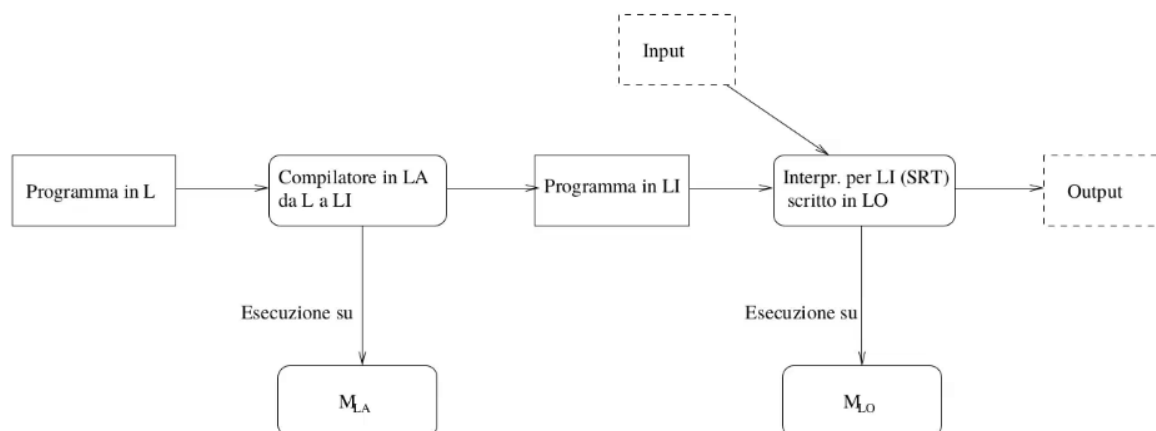 Input
Programma in L
Compilatore in LA
da L a LI
Programma in LI
Interpr. per LI (SRT)
scritto in LO
Output
Esecuzione su
Esecuzione su
MLA
MLO